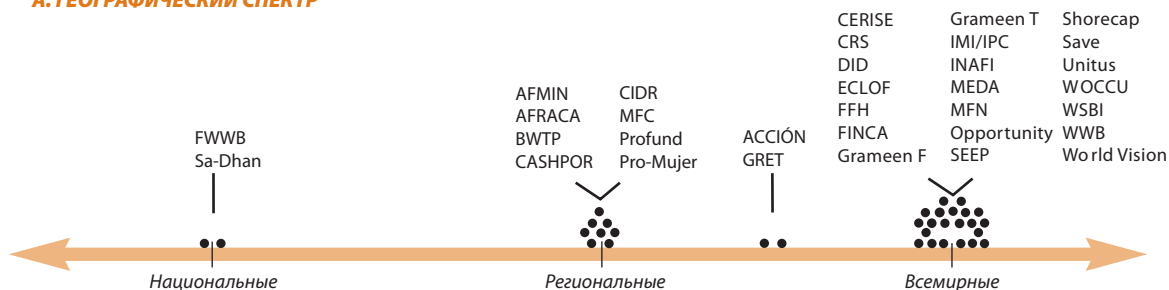 А. ГЕОГРАФИЧЕСКИЙ СПЕКТР
FWWB
Sa-Dhan
AFMIN
AFRACA
BWTP
CASHPOR
CIDR
MFC
Profund
Pro-Mujer
ACCIÓN
GRET
CERISE
CRS
DID
ECLOF
FFH
FINCA
Grameen F
Grameen T
IMI/IPC
INAFI
MEDA
MFN
Opportunity
SEEP
Shorecap
Save
Unitus
WOCCU
WSBI
WWB
World Vision
Национальные
Региональные
Всемирные